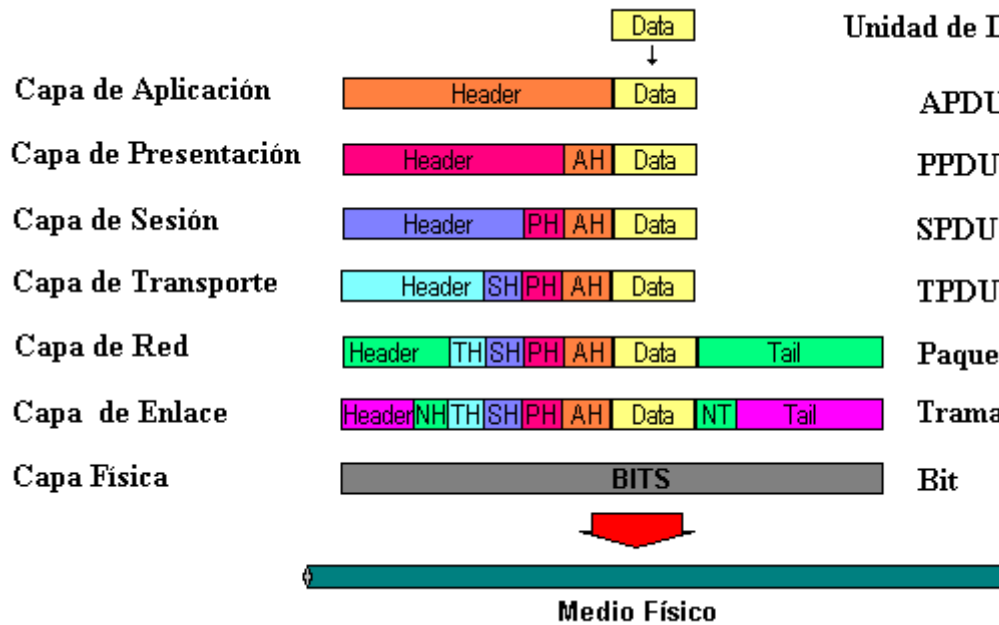 Data Unidad de
Capa de Aplicación Header Data APDU
Capa de Presentación Header AH Data PPDU
Capa de Sesión Header PH AH Data SPDU
Capa de Transporte Header SH PH AH Data TPDU
Capa de Red Header TH SH PH AH Data Tail Paque
Capa de Enlace Header NH TH SH PH AH Data NT Tail Trama
Capa Física BITS Bit
Medio Físico